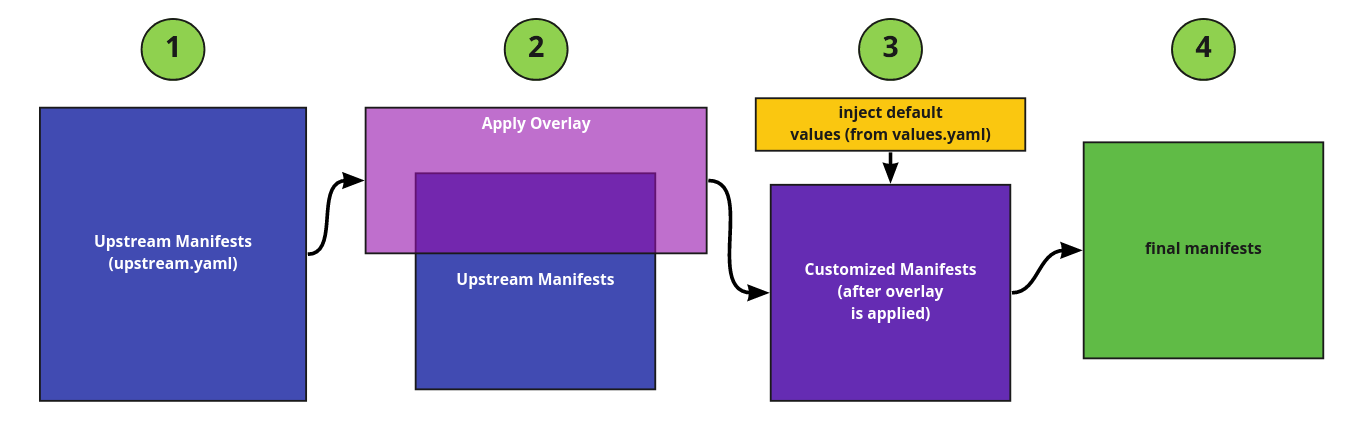 1
2
3
4
Upstream Manifests
(upstream.yaml)
Apply Overlay
Upstream Manifests
inject default
values (from values.yaml)
Customized Manifests
(after overlay
is applied)
final manifests